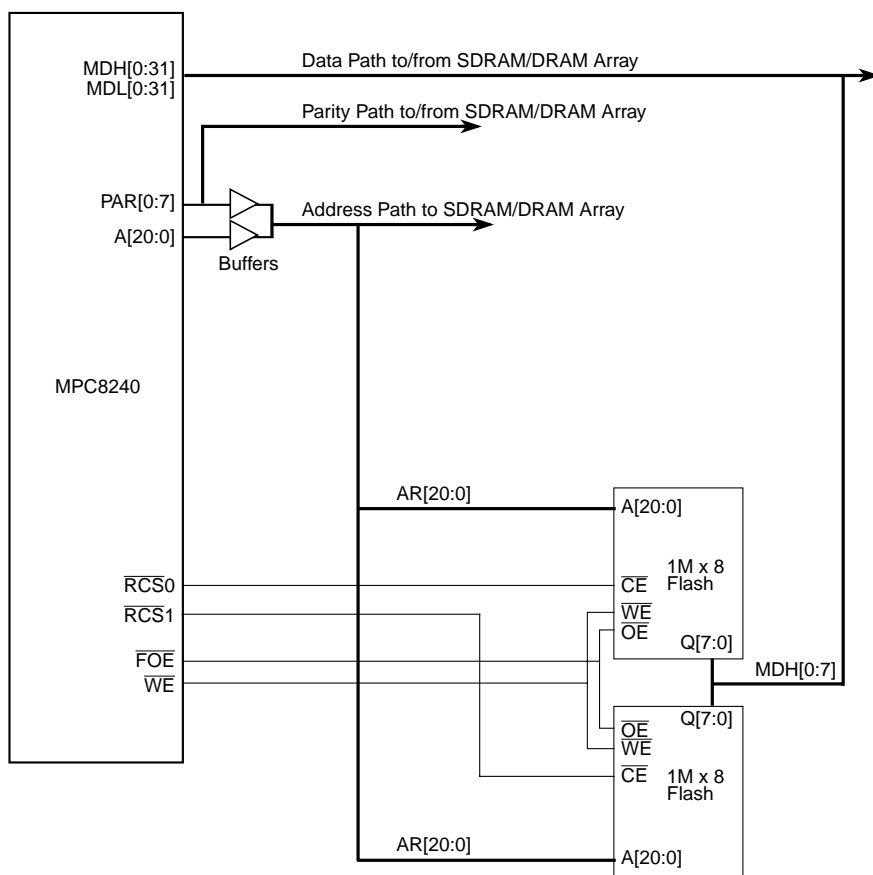 MDH[0:31]
MDL[0:31]
Data Path to/from SDRAM/DRAM Array
Parity Path to/from SDRAM/DRAM Array
PAR[0:7]
A[20:0]
Address Path to SDRAM/DRAM Array
Buffers
MPC8240
AR[20:0]
A[20:0]
1M x 8
Flash
RCS0
CE
RCS1
WE
OE
Q[7:0]
FOE
WE
MDH[0:7]
Q[7:0]
OE
WE
CE
1M x 8
Flash
AR[20:0]
A[20:0]